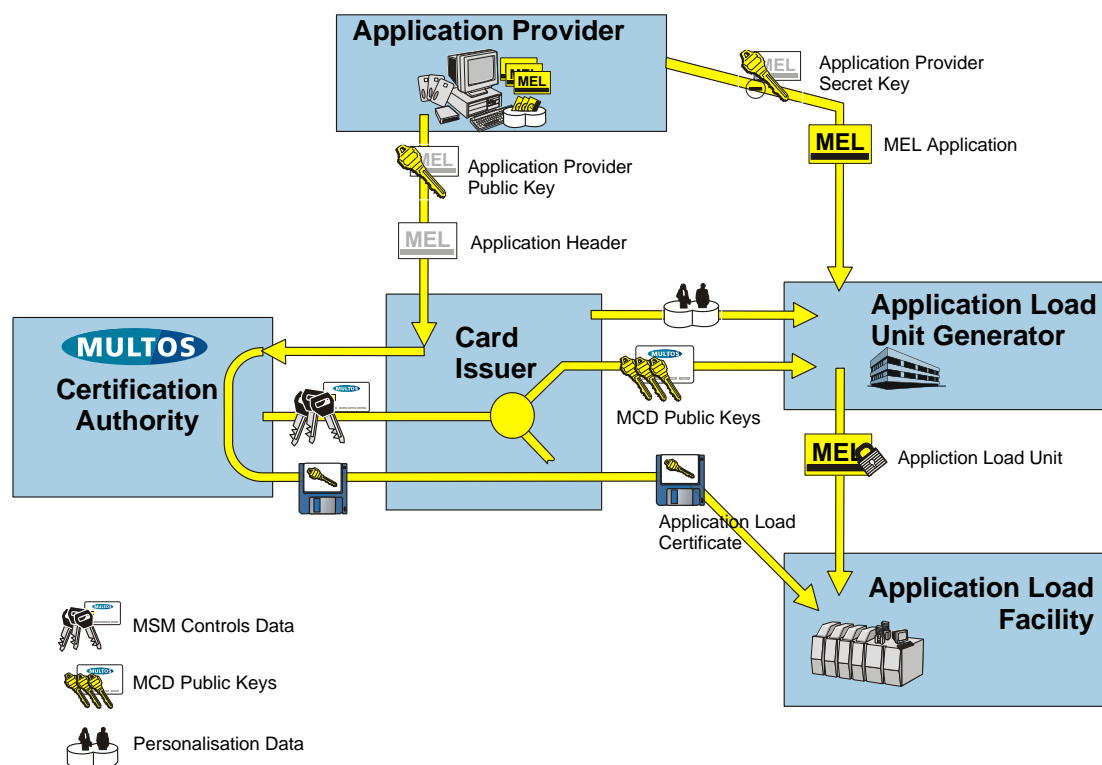 Application Provider
MEL
MEL
MEL
MEL
Application Provider
Secret Key
MEL
MEL Application
MEL
Application Provider
Public Key
MEL
Application Header
MULTOS
Certification
Authority
Card
Issuer
Application Load
Unit Generator
MULTOS
MULTOS
MCD Public Keys
MEL
Appliction Load Unit
Application Load
Certificate
Application Load
Facility
MULTOS
MSM Controls Data
MULTOS
MCD Public Keys
Personalisation Data